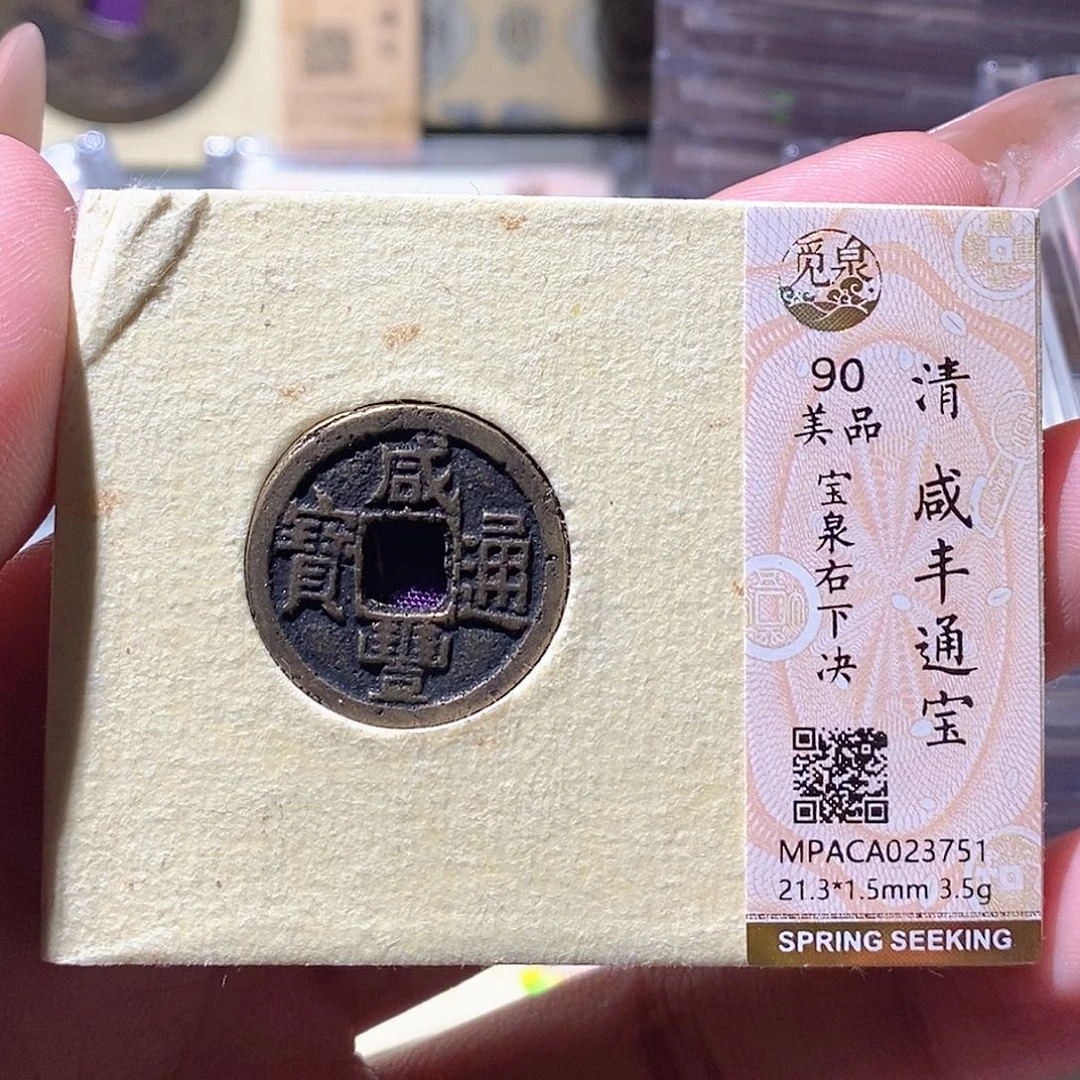 咸豐通寶
觅泉
清 咸丰通宝
90
美品
宝泉右下决
MPACA023751
21.3*1.5mm 3.5g
SPRING SEEKING